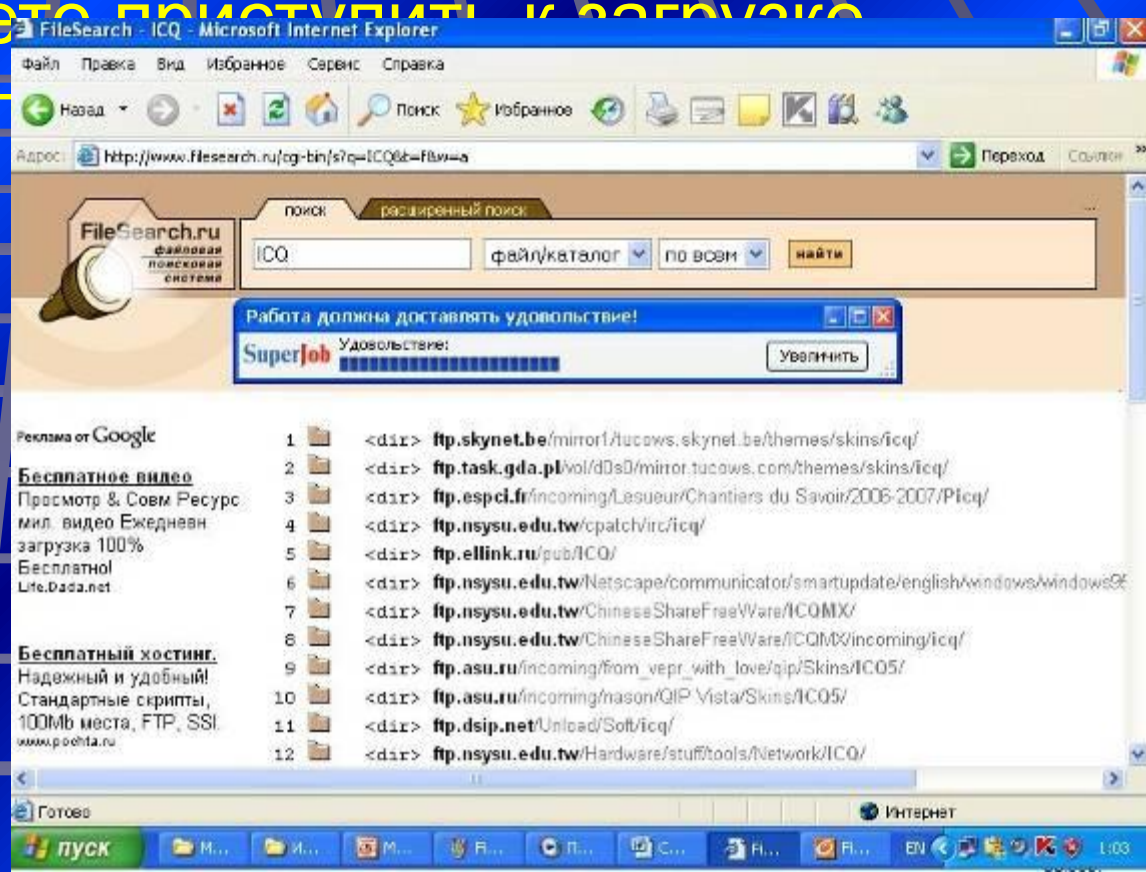 приступить к загрузке
FileSearch - ICQ - Microsoft Internet Explorer
Файл Правка Вид Избранное Сервис Справка
Назад Поиск Избранное
Адрес: http://www.filesearch.ru/cgi-bin/s?q=ICQ&t=f&w=a Переход Ссылки »
поиск расширенный поиск ...
FileSearch.ru
файловая
поисковая
система
ICQ файл/каталог по всем найти
Работа должна доставлять удовольствие!
SuperJob Удовольствие: Увеличить
Реклама от Google
Бесплатное видео
Просмотр & Совм Ресурс
мил. видео Ежедневн
загрузка 100%
Бесплатно!
Life.Dada.net
Бесплатный хостинг.
Надежный и удобный!
Стандартные скрипты,
100Mb места, FTP, SSI.
www.pochta.ru
1 <dir> ftp.skynet.be/mirror1/tucows.skynet.be/themes/skins/icq/
2 <dir> ftp.task.gda.pl/vol/d0s0/mirror.tucows.com/themes/skins/icq/
3 <dir> ftp.espci.fr/incoming/Lesueur/Chantiers du Savoir/2006-2007/Picq/
4 <dir> ftp.nsysu.edu.tw/cpatch/irc/icq/
5 <dir> ftp.ellink.ru/pub/ICQ/
6 <dir> ftp.nsysu.edu.tw/Netscape/communicator/smartupdate/english/windows/windows95
7 <dir> ftp.nsysu.edu.tw/ChineseShareFreeWare/ICQMX/
8 <dir> ftp.nsysu.edu.tw/ChineseShareFreeWare/ICQMX/incoming/icq/
9 <dir> ftp.asu.ru/incoming/from_vepr_with_love/qip/Skins/ICQ5/
10 <dir> ftp.asu.ru/incoming/nason/QIP Vista/Skins/ICQ5/
11 <dir> ftp.dsip.net/Unload/Soft/icq/
12 <dir> ftp.nsysu.edu.tw/Hardware/stuff/tools/Network/ICQ/
Готово Интернет
пуск М... И... М... Fi... П... С... Fi... Fi... EN 1:03